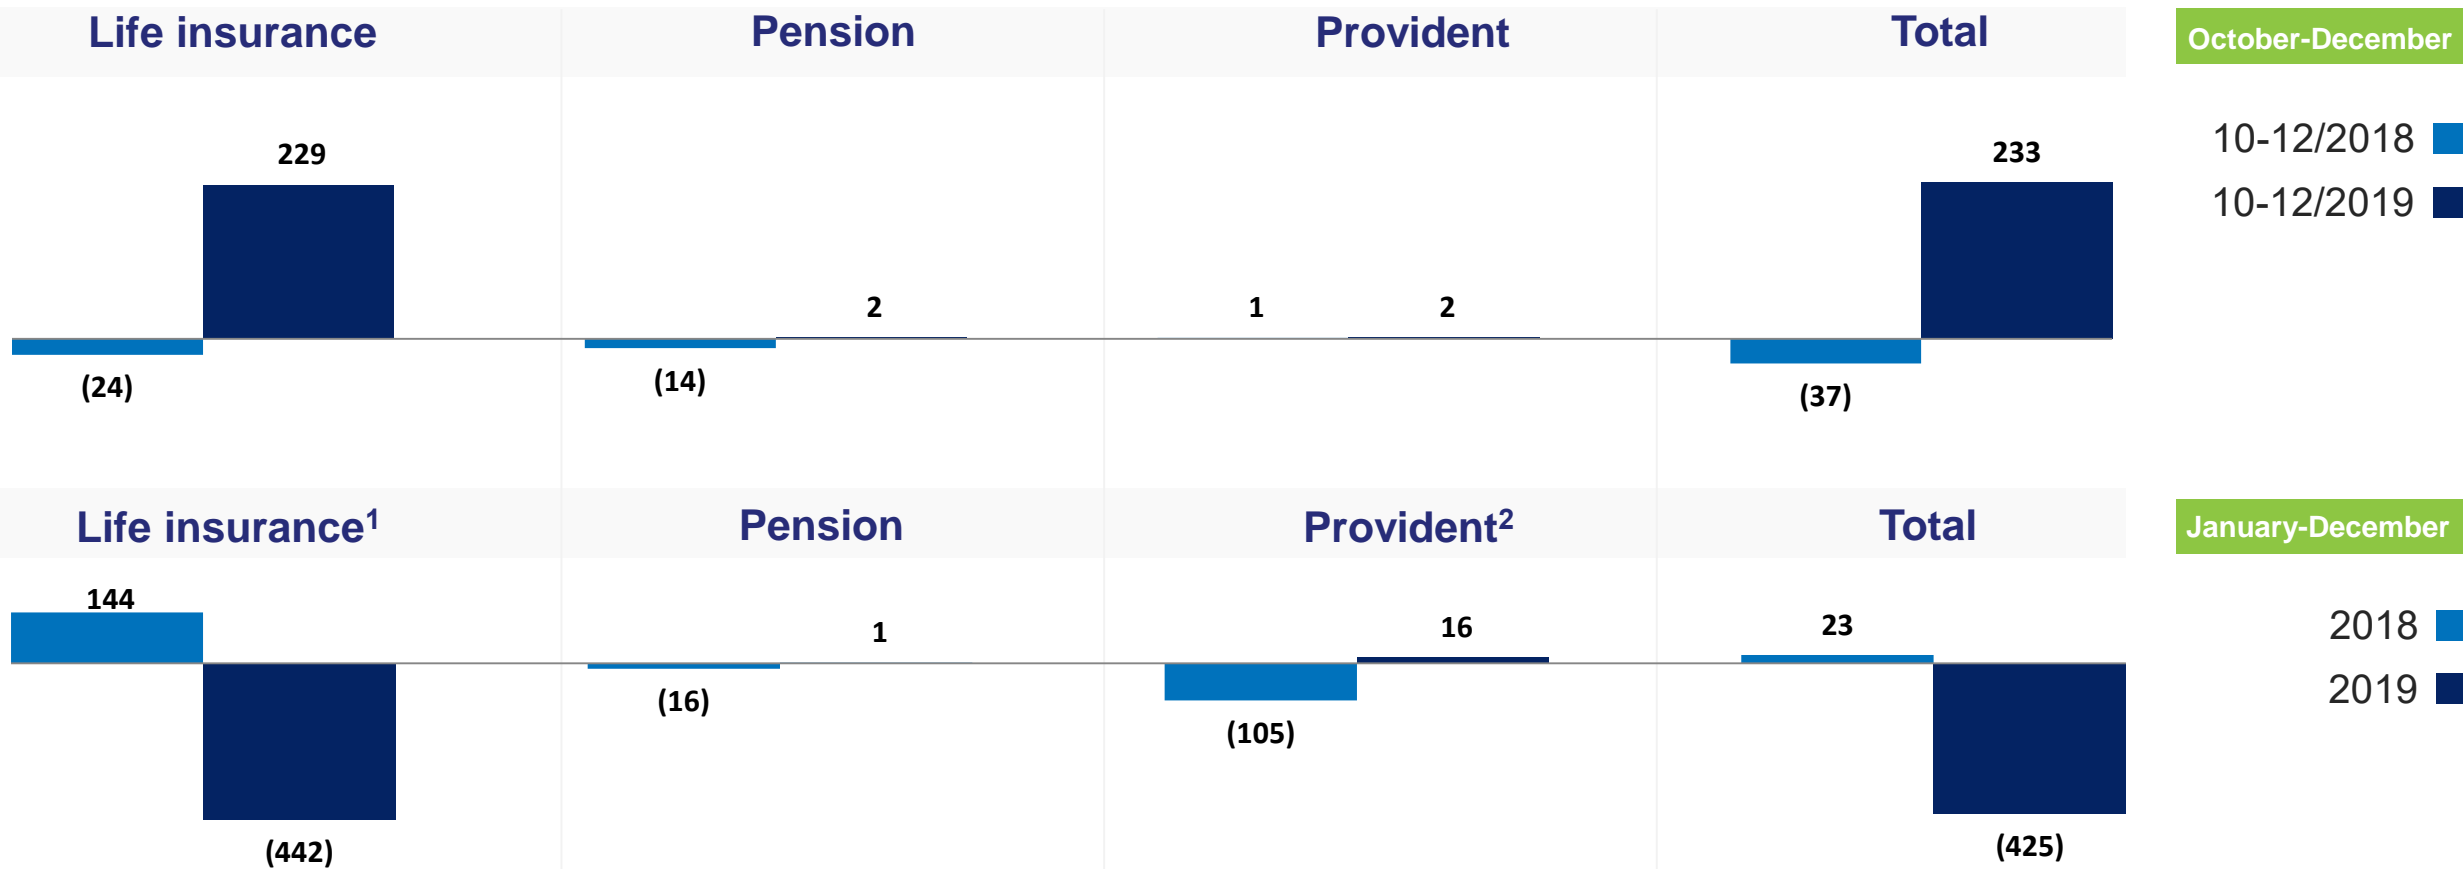 Life insurance Pension Provident Total October-December
10-12/2018
10-12/2019
229 233
2 1 2
(24) (14) (37)
Life insurance1 Pension Provident2 Total January-December
2018
2019
144 1 16 23
(16) (105)
(442) (425)